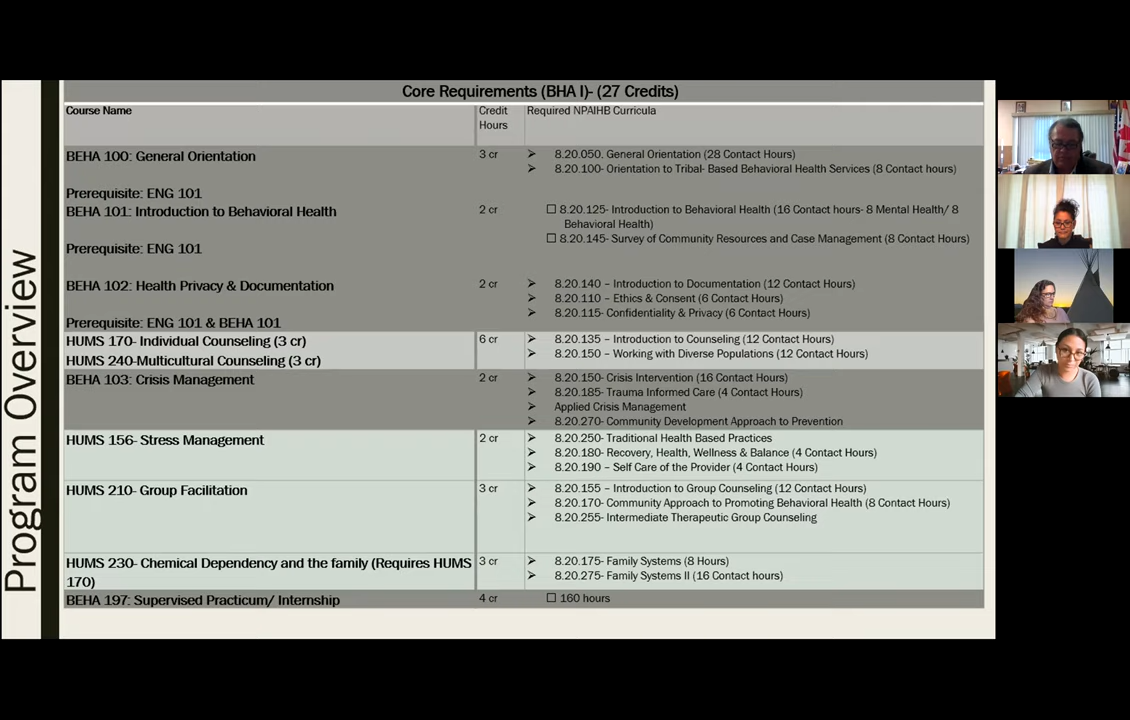 Program Overview
Core Requirements (BHA I)- (27 Credits)
Course Name
Credit
Hours
Required NPAIHB Curricula
BEHA 100: General Orientation
Prerequisite: ENG 101
3 cr
➢ 8.20.050. General Orientation (28 Contact Hours)
➢ 8.20.100- Orientation to Tribal- Based Behavioral Health Services (8 Contact hours)
BEHA 101: Introduction to Behavioral Health
Prerequisite: ENG 101
2 cr
☐ 8.20.125- Introduction to Behavioral Health (16 Contact hours- 8 Mental Health/ 8
Behavioral Health)
☐ 8.20.145- Survey of Community Resources and Case Management (8 Contact Hours)
BEHA 102: Health Privacy & Documentation
Prerequisite: ENG 101 & BEHA 101
2 cr
➢ 8.20.140 – Introduction to Documentation (12 Contact Hours)
➢ 8.20.110 – Ethics & Consent (6 Contact Hours)
➢ 8.20.115- Confidentiality & Privacy (6 Contact Hours)
HUMS 170- Individual Counseling (3 cr)
HUMS 240-Multicultural Counseling (3 cr)
6 cr
➢ 8.20.135 – Introduction to Counseling (12 Contact Hours)
➢ 8.20.150 – Working with Diverse Populations (12 Contact Hours)
BEHA 103: Crisis Management
2 cr
➢ 8.20.150- Crisis Intervention (16 Contact Hours)
➢ 8.20.185- Trauma Informed Care (4 Contact Hours)
➢ Applied Crisis Management
➢ 8.20.270- Community Development Approach to Prevention
HUMS 156- Stress Management
2 cr
➢ 8.20.250- Traditional Health Based Practices
➢ 8.20.180- Recovery, Health, Wellness & Balance (4 Contact Hours)
➢ 8.20.190 – Self Care of the Provider (4 Contact Hours)
HUMS 210- Group Facilitation
3 cr
➢ 8.20.155 – Introduction to Group Counseling (12 Contact Hours)
➢ 8.20.170- Community Approach to Promoting Behavioral Health (8 Contact Hours)
➢ 8.20.255- Intermediate Therapeutic Group Counseling
HUMS 230- Chemical Dependency and the family (Requires HUMS
170)
3 cr
➢ 8.20.175- Family Systems (8 Hours)
➢ 8.20.275- Family Systems II (16 Contact hours)
BEHA 197: Supervised Practicum/ Internship
4 cr
☐ 160 hours